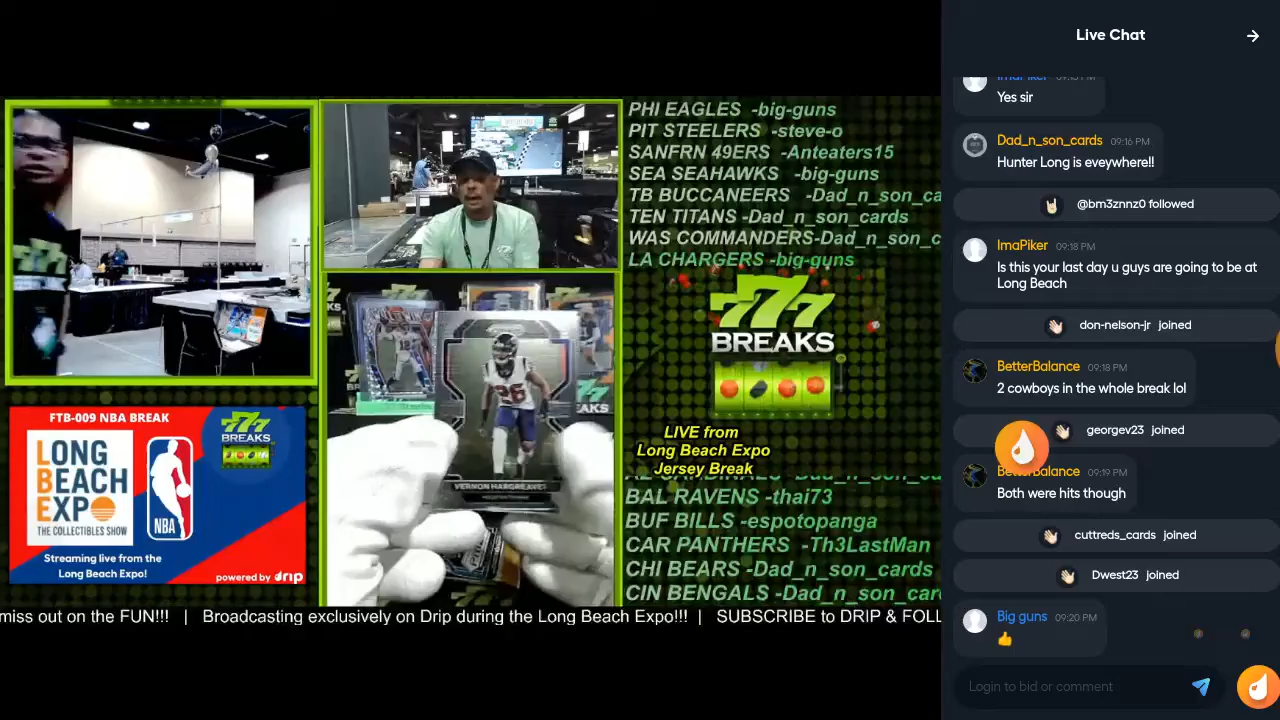 PHI EAGLES -big-guns
PIT STEELERS -steve-o
SANFRN 49ERS -Anteaters15
SEA SEAHAWKS -big-guns
TB BUCCANEERS -Dad_n_son_ca
TEN TITANS -Dad_n_son_cards
WAS COMMANDERS-Dad_n_son_c
LA CHARGERS -big-guns
777
BREAKS
LIVE from
Long Beach Expo
Jersey Break
BAL RAVENS -thai73
BUF BILLS -espotopanga
CAR PANTHERS -Th3LastMan
CHI BEARS -Dad_n_son_cards
CIN BENGALS -Dad_n_son_car
VERNON HARGREAVES
FTB-009 NBA BREAK
LONG
BEACH
EXPO
THE COLLECTIBLES SHOW
NBA
777
BREAKS
Streaming live from the
Long Beach Expo!
powered by drip
miss out on the FUN!!! | Broadcasting exclusively on Drip during the Long Beach Expo!!! | SUBSCRIBE to DRIP & FOLL
Live Chat
ImaPiker 09:15 PM
Yes sir
Dad_n_son_cards 09:16 PM
Hunter Long is eveywhere!!
@bm3znnz0 followed
ImaPiker 09:18 PM
Is this your last day u guys are going to be at
Long Beach
don-nelson-jr joined
BetterBalance 09:18 PM
2 cowboys in the whole break lol
georgev23 joined
BetterBalance 09:19 PM
Both were hits though
cuttreds_cards joined
Dwest23 joined
Big guns 09:20 PM
👍
Login to bid or comment